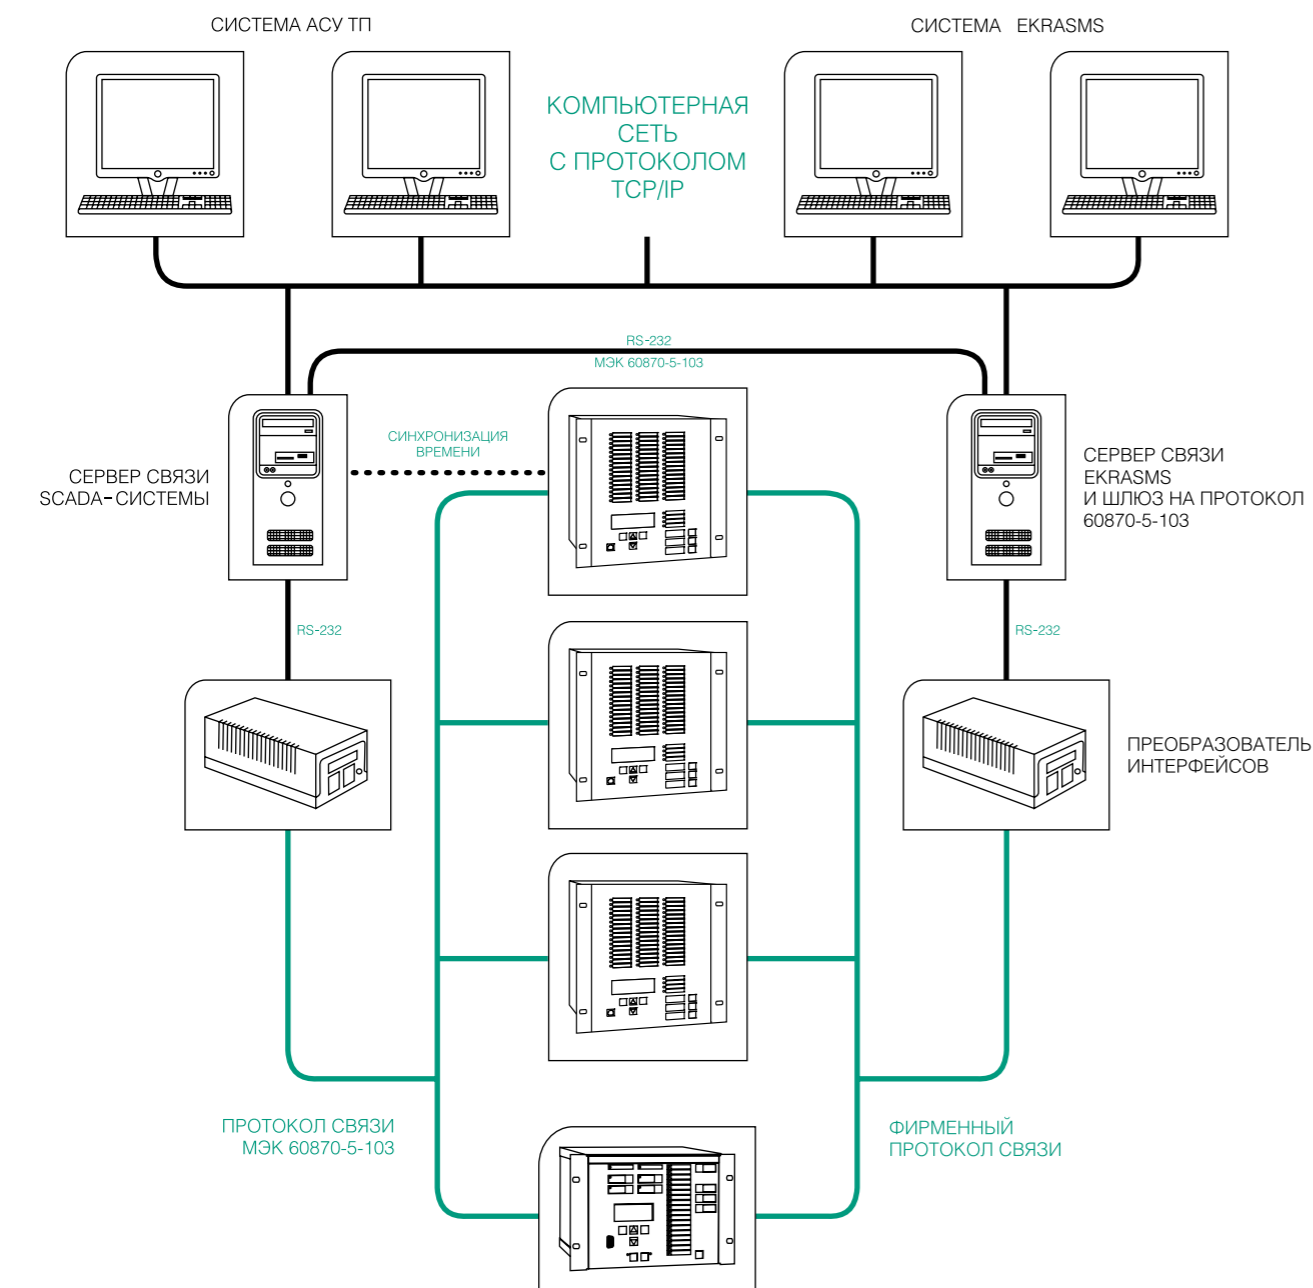 СИСТЕМА АСУ ТП
СИСТЕМА EKRASMS
КОМПЬЮТЕРНАЯ
СЕТЬ
С ПРОТОКОЛОМ
TCP/IP
RS-232
МЭК 60870-5-103
СИНХРОНИЗАЦИЯ
ВРЕМЕНИ
СЕРВЕР СВЯЗИ
SCADA-СИСТЕМЫ
СЕРВЕР СВЯЗИ
EKRASMS
И ШЛЮЗ НА ПРОТОКОЛ
60870-5-103
RS-232
RS-232
ПРЕОБРАЗОВАТЕЛЬ
ИНТЕРФЕЙСОВ
ПРОТОКОЛ СВЯЗИ
МЭК 60870-5-103
ФИРМЕННЫЙ
ПРОТОКОЛ СВЯЗИ